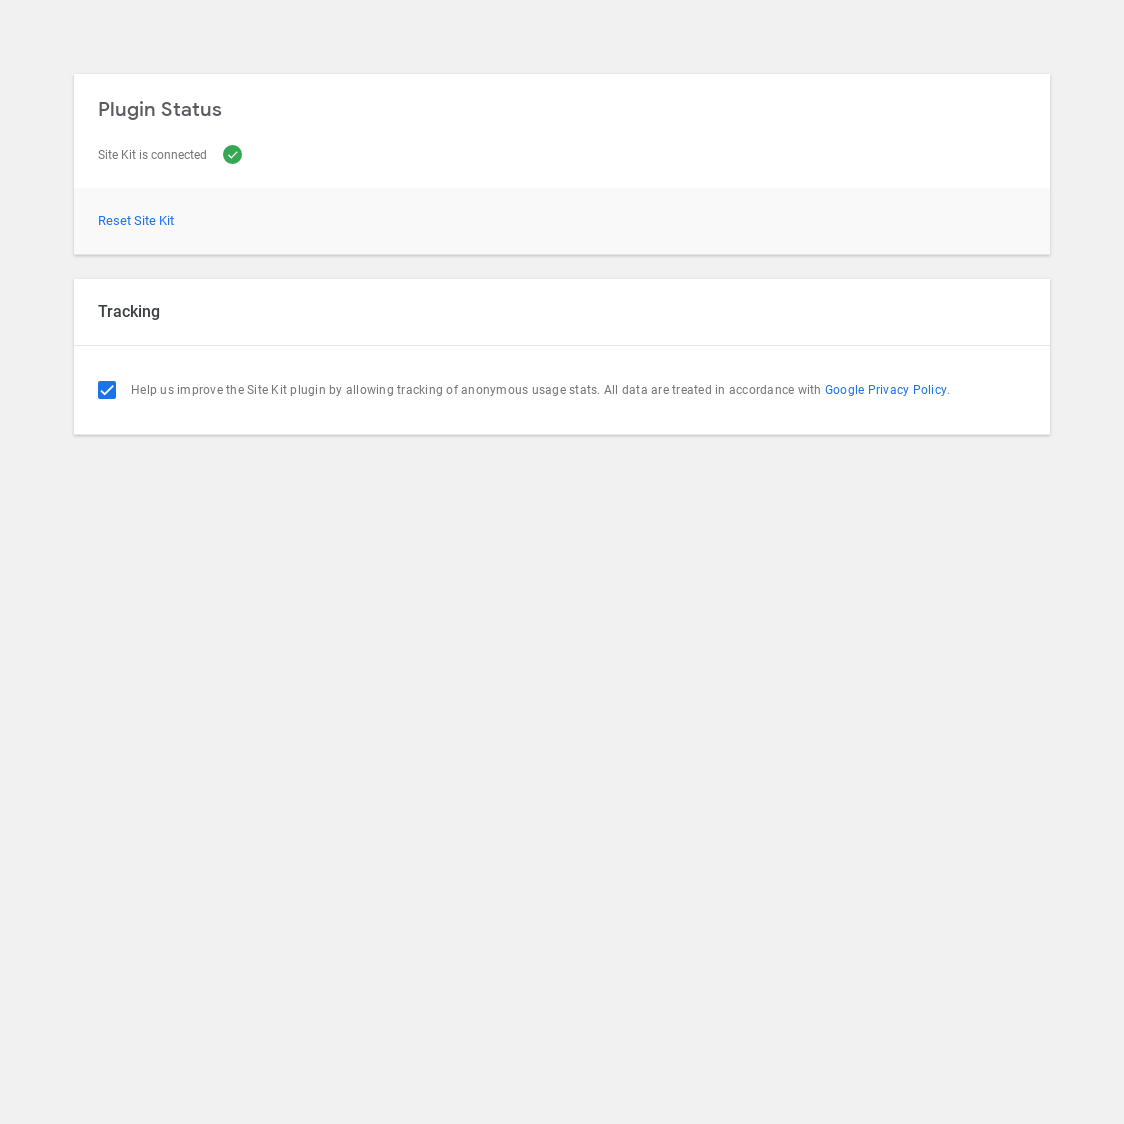 Plugin Status
Site Kit is connected
Reset Site Kit
Tracking
Help us improve the Site Kit plugin by allowing tracking of anonymous usage stats. All data are treated in accordance with Google Privacy Policy.